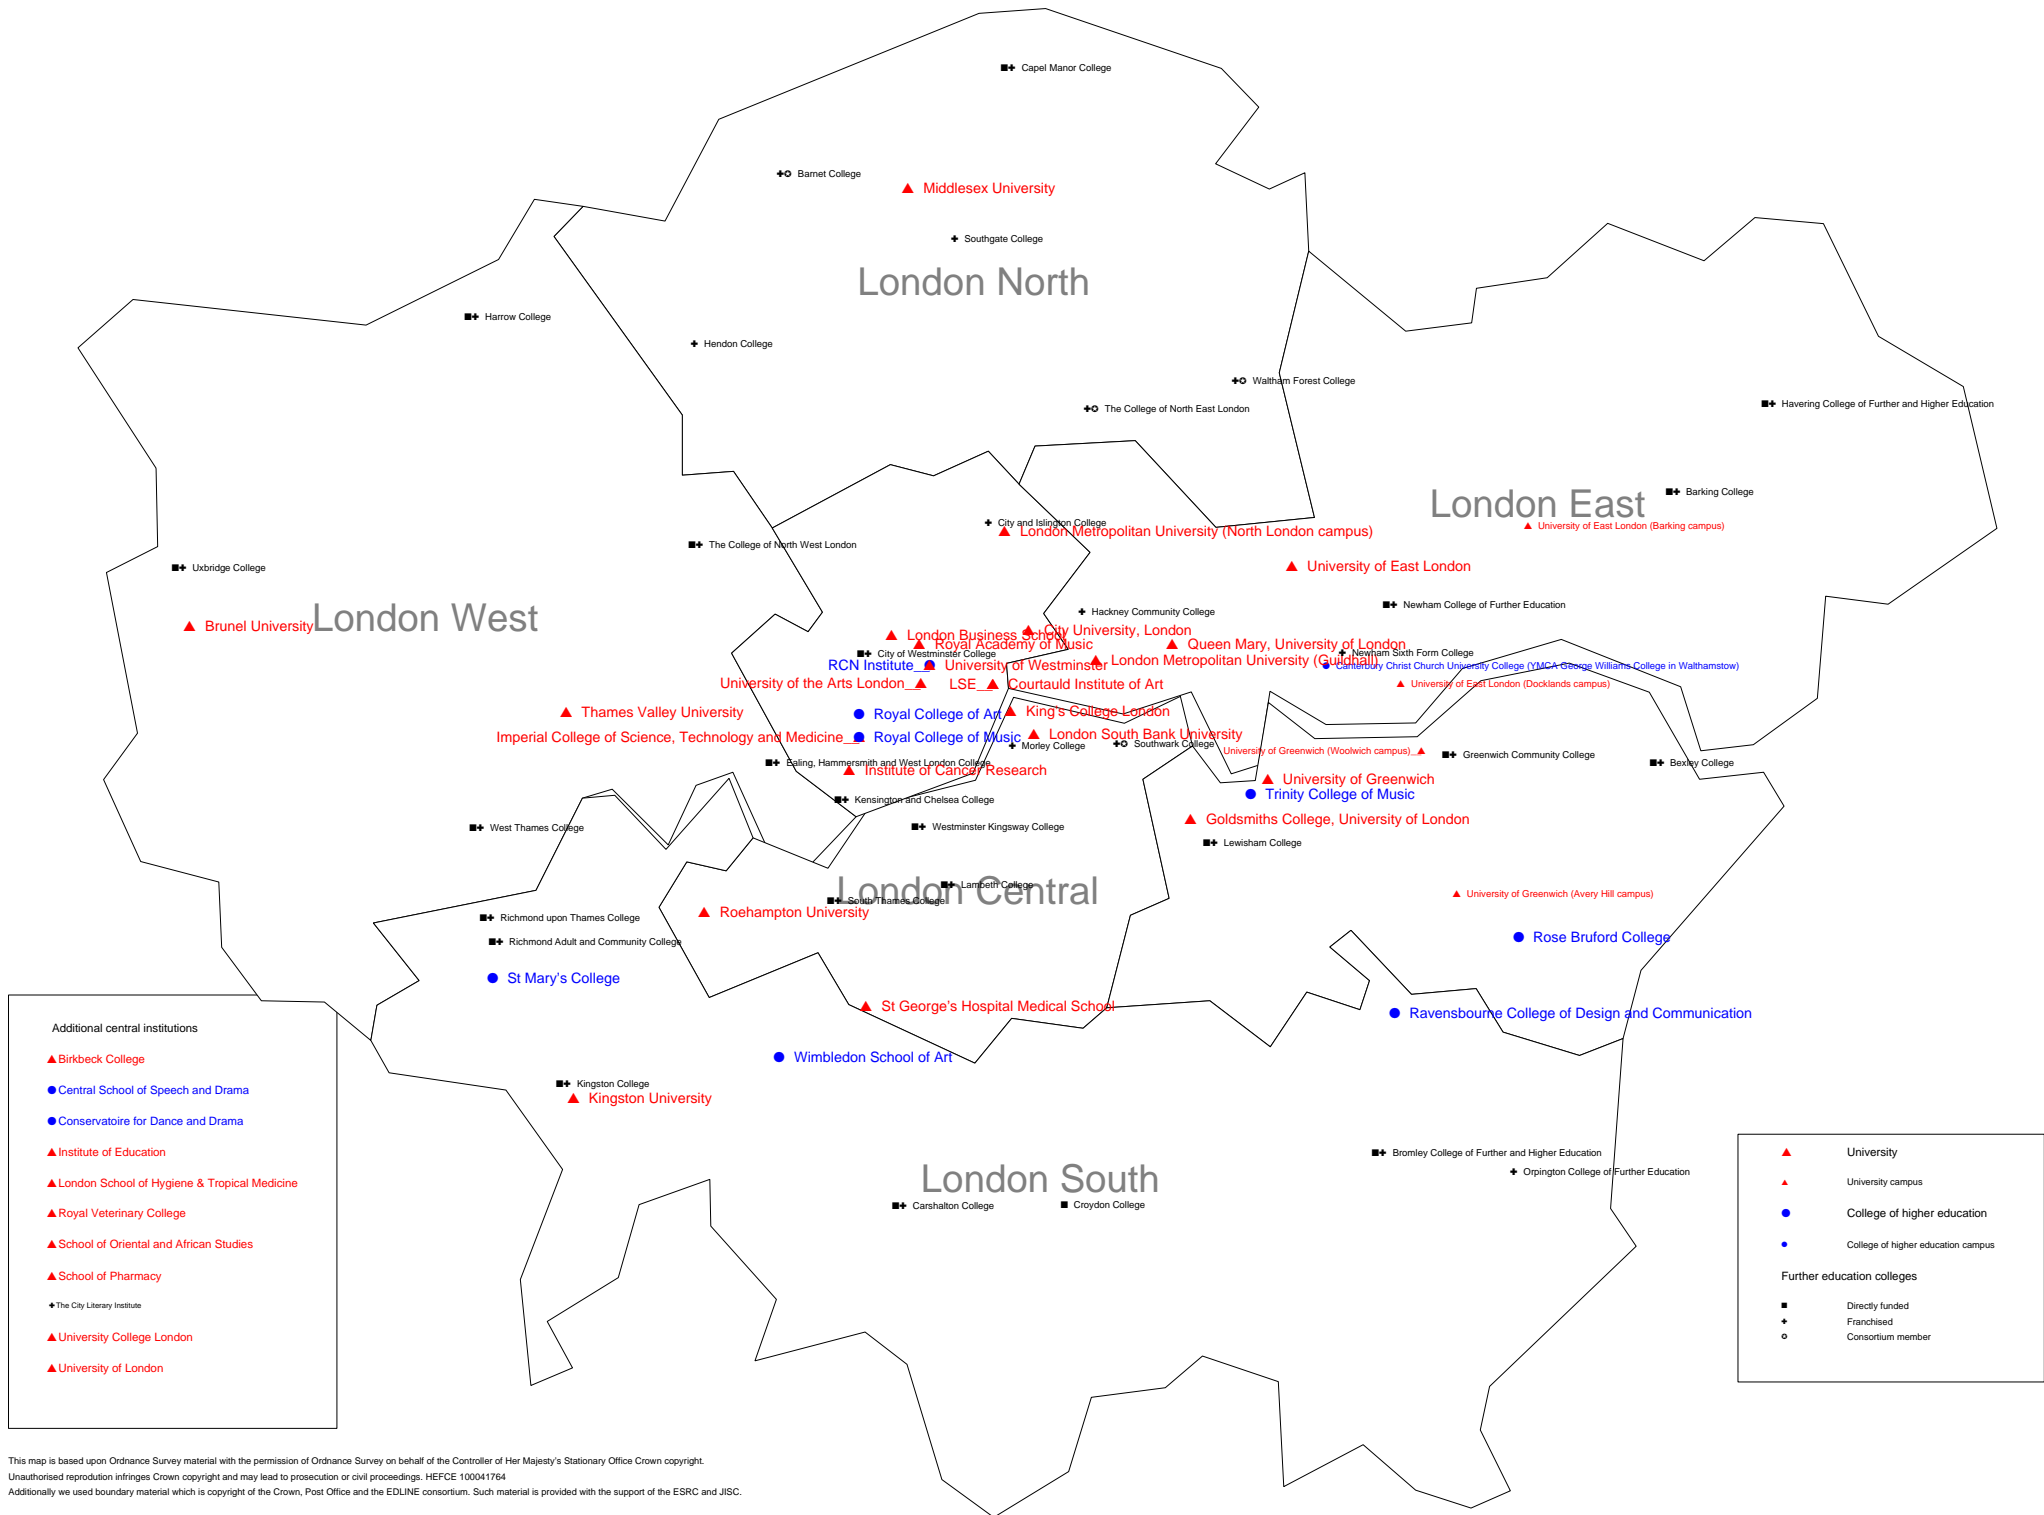 Capel Manor College
Barnet College
Middlesex University
Southgate College
London North
Harrow College
Hendon College
Waltham Forest College
The College of North East London
Havering College of Further and Higher Education
London East
Barking College
University of East London (Barking campus)
City and Islington College
London Metropolitan University (North London campus)
The College of North West London
Uxbridge College
University of East London
Newham College of Further Education
Hackney Community College
London West
Brunel University
City University, London
London Business School
Royal Academy of Music
Queen Mary, University of London
City of Westminster College
Newham Sixth Form College
London Metropolitan University (Guildhall)
RCN Institute__
University of Westminster
Canterbury Christ Church University College (YMCA George Williams College in Walthamstow)
University of the Arts London__
LSE__
Courtauld Institute of Art
University of East London (Docklands campus)
Thames Valley University
Royal College of Art
King's College London
Imperial College of Science, Technology and Medicine__
Royal College of Music
London South Bank University
Morley College
Southwark College
University of Greenwich (Woolwich campus)_
Greenwich Community College
Ealing, Hammersmith and West London College
Bexley College
Institute of Cancer Research
University of Greenwich
Trinity College of Music
Kensington and Chelsea College
Goldsmiths College, University of London
West Thames College
Westminster Kingsway College
Lewisham College
London Central
Lambeth College
South Thames College
University of Greenwich (Avery Hill campus)
Roehampton University
Richmond upon Thames College
Rose Bruford College
Richmond Adult and Community College
St Mary's College
St George's Hospital Medical School
Ravensbourne College of Design and Communication
Wimbledon School of Art
Kingston College
Kingston University
Bromley College of Further and Higher Education
Orpington College of Further Education
London South
Carshalton College
Croydon College
Additional central institutions
Birkbeck College
Central School of Speech and Drama
Conservatoire for Dance and Drama
Institute of Education
London School of Hygiene & Tropical Medicine
Royal Veterinary College
School of Oriental and African Studies
School of Pharmacy
The City Literary Institute
University College London
University of London
University
University campus
College of higher education
College of higher education campus
Further education colleges
Directly funded
Franchised
Consortium member
This map is based upon Ordnance Survey material with the permission of Ordnance Survey on behalf of the Controller of Her Majesty's Stationary Office Crown copyright.
Unauthorised reprodution infringes Crown copyright and may lead to prosecution or civil proceedings. HEFCE 100041764
Additionally we used boundary material which is copyright of the Crown, Post Office and the EDLINE consortium. Such material is provided with the support of the ESRC and JISC.